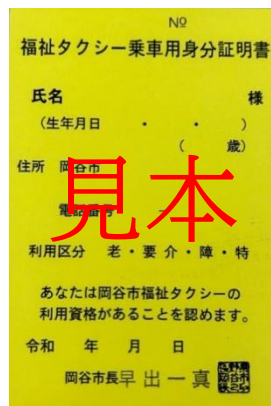 №
福祉タクシー乗車用身分証明書
氏名 様
(生年月日 ・ ・ )
( 歳)
住所 岡谷市
見本
電話番号 －
利用区分 老・要介・障・特
あなたは岡谷市福祉タクシーの
利用資格があることを認めます。
令和 年 月 日
岡谷市長 早出一真